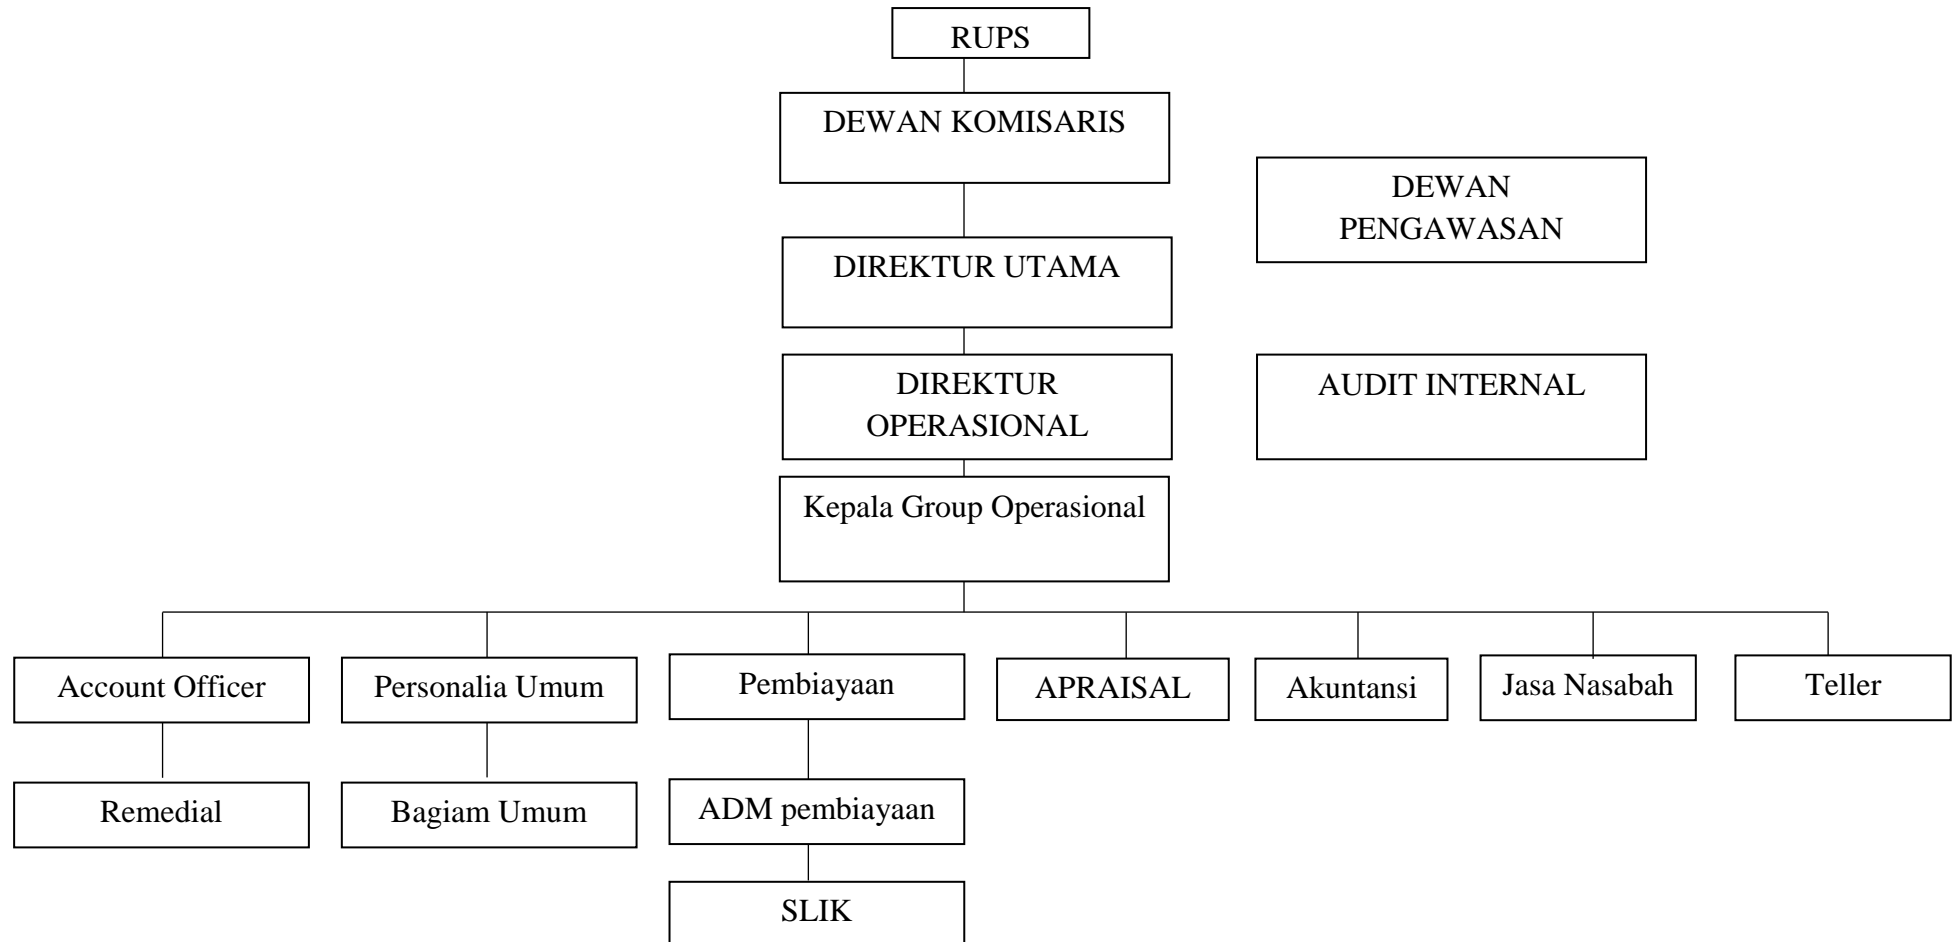 RUPS
DEWAN KOMISARIS
DEWAN
PENGAWASAN
DIREKTUR UTAMA
DIREKTUR
OPERASIONAL
AUDIT INTERNAL
Kepala Group Operasional
Account Officer
Personalia Umum
Pembiayaan
APRAISAL
Akuntansi
Jasa Nasabah
Teller
Remedial
Bagiam Umum
ADM pembiayaan
SLIK